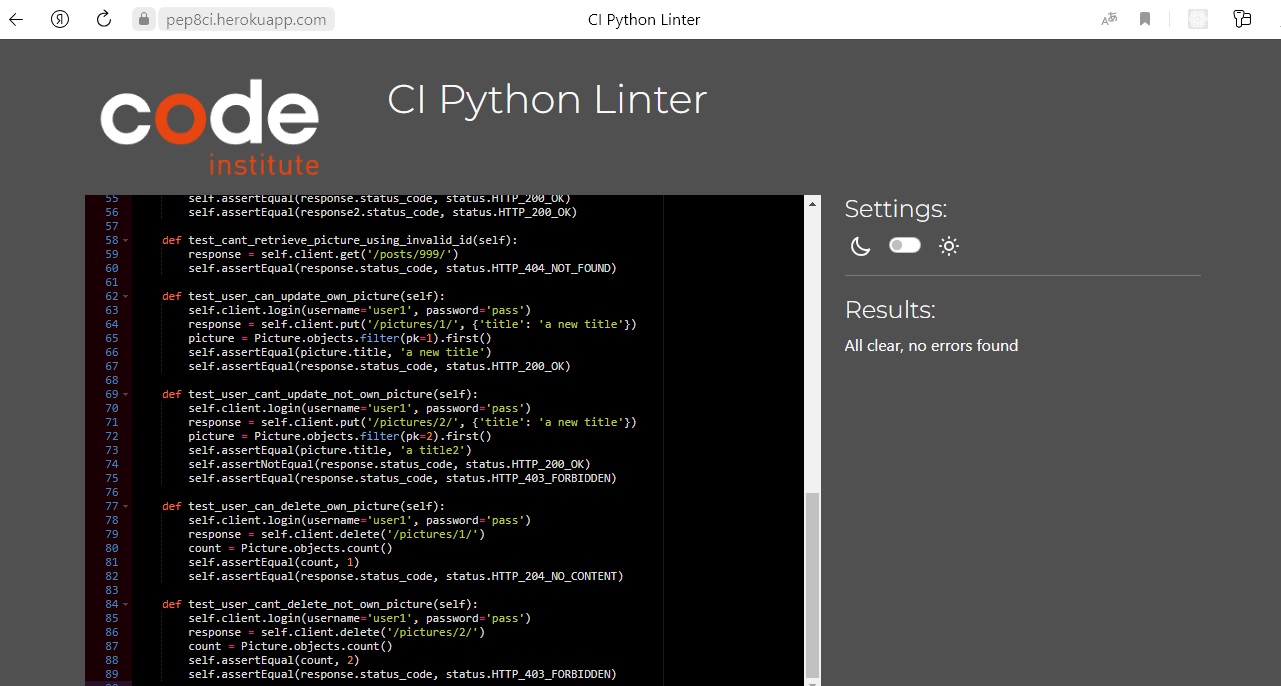 pep8ci.herokuapp.com
CI Python Linter
code
institute
CI Python Linter
55 self.assertEqual(response.status_code, status.HTTP_200_OK)
56 self.assertEqual(response2.status_code, status.HTTP_200_OK)
57
58 def test_cant_retrieve_picture_using_invalid_id(self):
59 response = self.client.get('/posts/999/')
60 self.assertEqual(response.status_code, status.HTTP_404_NOT_FOUND)
61
62 def test_user_can_update_own_picture(self):
63 self.client.login(username='user1', password='pass')
64 response = self.client.put('/pictures/1/', {'title': 'a new title'})
65 picture = Picture.objects.filter(pk=1).first()
66 self.assertEqual(picture.title, 'a new title')
67 self.assertEqual(response.status_code, status.HTTP_200_OK)
68
69 def test_user_cant_update_not_own_picture(self):
70 self.client.login(username='user1', password='pass')
71 response = self.client.put('/pictures/2/', {'title': 'a new title'})
72 picture = Picture.objects.filter(pk=2).first()
73 self.assertEqual(picture.title, 'a title2')
74 self.assertNotEqual(response.status_code, status.HTTP_200_OK)
75 self.assertEqual(response.status_code, status.HTTP_403_FORBIDDEN)
76
77 def test_user_can_delete_own_picture(self):
78 self.client.login(username='user1', password='pass')
79 response = self.client.delete('/pictures/1/')
80 count = Picture.objects.count()
81 self.assertEqual(count, 1)
82 self.assertEqual(response.status_code, status.HTTP_204_NO_CONTENT)
83
84 def test_user_cant_delete_not_own_picture(self):
85 self.client.login(username='user1', password='pass')
86 response = self.client.delete('/pictures/2/')
87 count = Picture.objects.count()
88 self.assertEqual(count, 2)
89 self.assertEqual(response.status_code, status.HTTP_403_FORBIDDEN)
Settings:
Results:
All clear, no errors found